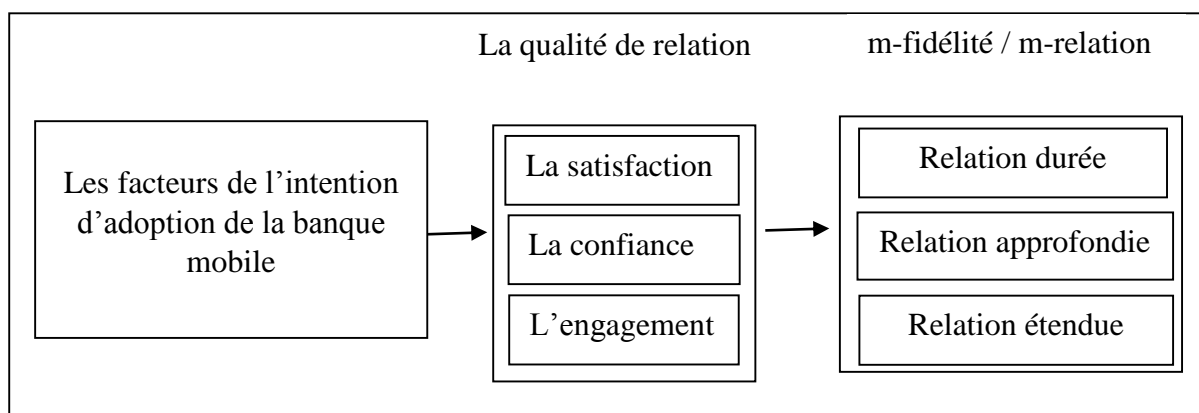 La qualité de relation
m-fidélité / m-relation
Les facteurs de l’intention
d’adoption de la banque
mobile
La satisfaction
La confiance
L’engagement
Relation durée
Relation approfondie
Relation étendue